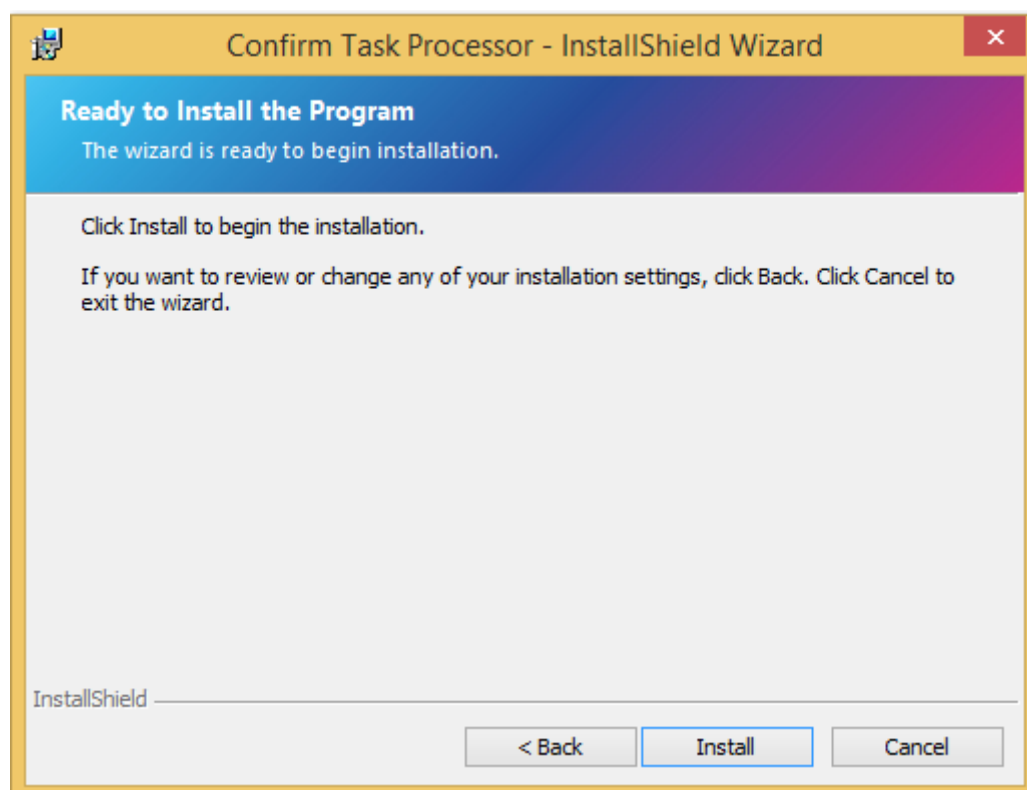 Confirm Task Processor - InstallShield Wizard
Ready to Install the Program
The wizard is ready to begin installation.
Click Install to begin the installation.
If you want to review or change any of your installation settings, click Back. Click Cancel to
exit the wizard.
InstallShield
< Back Install Cancel